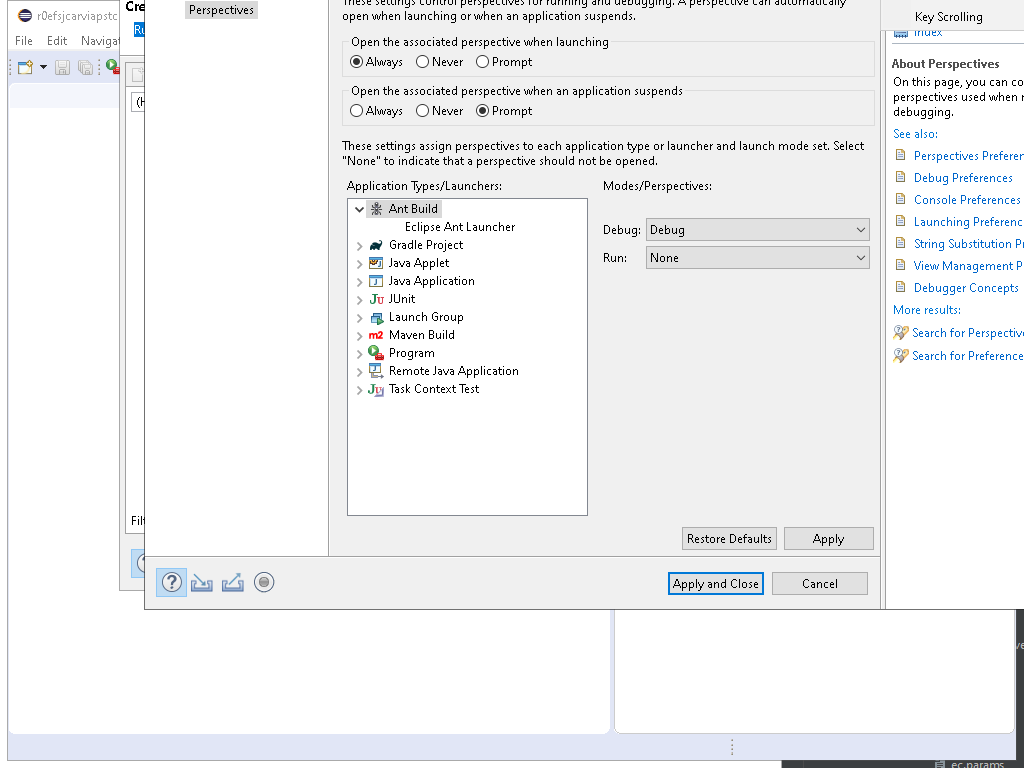 r0efsjcarviapstc
File
Edit
Navigat
Cre
Perspectives
These settings control perspectives for running and debugging. A perspective can automatically
open when launching or when an application suspends.
Open the associated perspective when launching
Always
Never
Prompt
Open the associated perspective when an application suspends
Always
Never
Prompt
These settings assign perspectives to each application type or launcher and launch mode set. Select
"None" to indicate that a perspective should not be opened.
Application Types/Launchers:
Ant Build
Eclipse Ant Launcher
Gradle Project
Java Applet
Java Application
JUnit
Launch Group
Maven Build
Program
Remote Java Application
Task Context Test
Modes/Perspectives:
Debug: Debug
Run: None
Restore Defaults
Apply
Apply and Close
Cancel
Filt
Key Scrolling
Index
About Perspectives
On this page, you can co
perspectives used when r
debugging.
See also:
Perspectives Preferen
Debug Preferences
Console Preferences
Launching Preferenc
String Substitution Pr
View Management P
Debugger Concepts
More results:
Search for Perspective
Search for Preference
ec.params